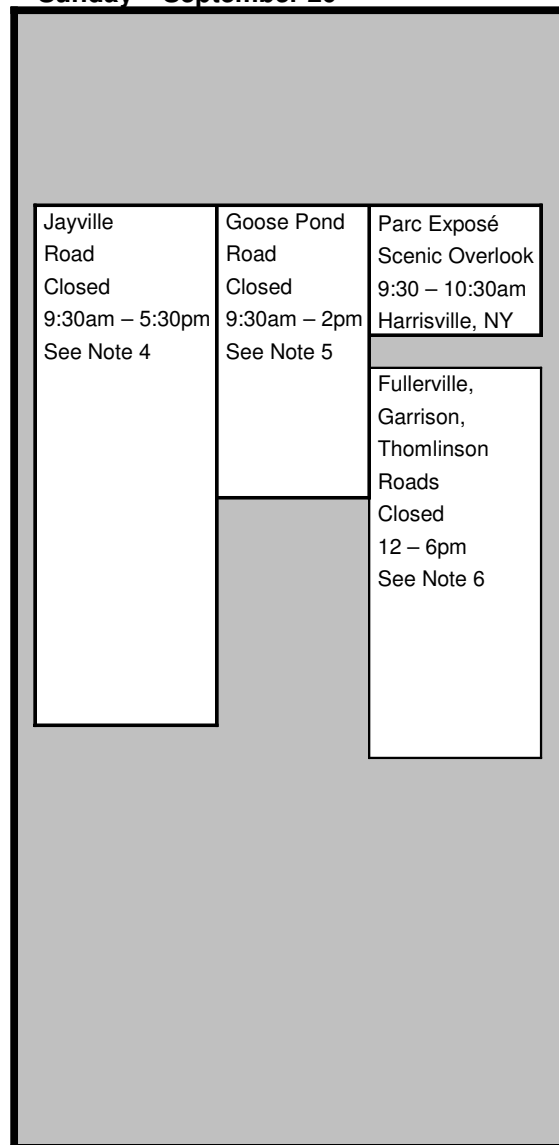 Sunday – September
Jayville
Road
Closed
9:30am – 5:30pm
See Note 4
Goose Pond
Road
Closed
9:30am – 2pm
See Note 5
Parc Exposé
Scenic Overlook
9:30 – 10:30am
Harrisville, NY
Fullerville,
Garrison,
Thomlinson
Roads
Closed
12 – 6pm
See Note 6